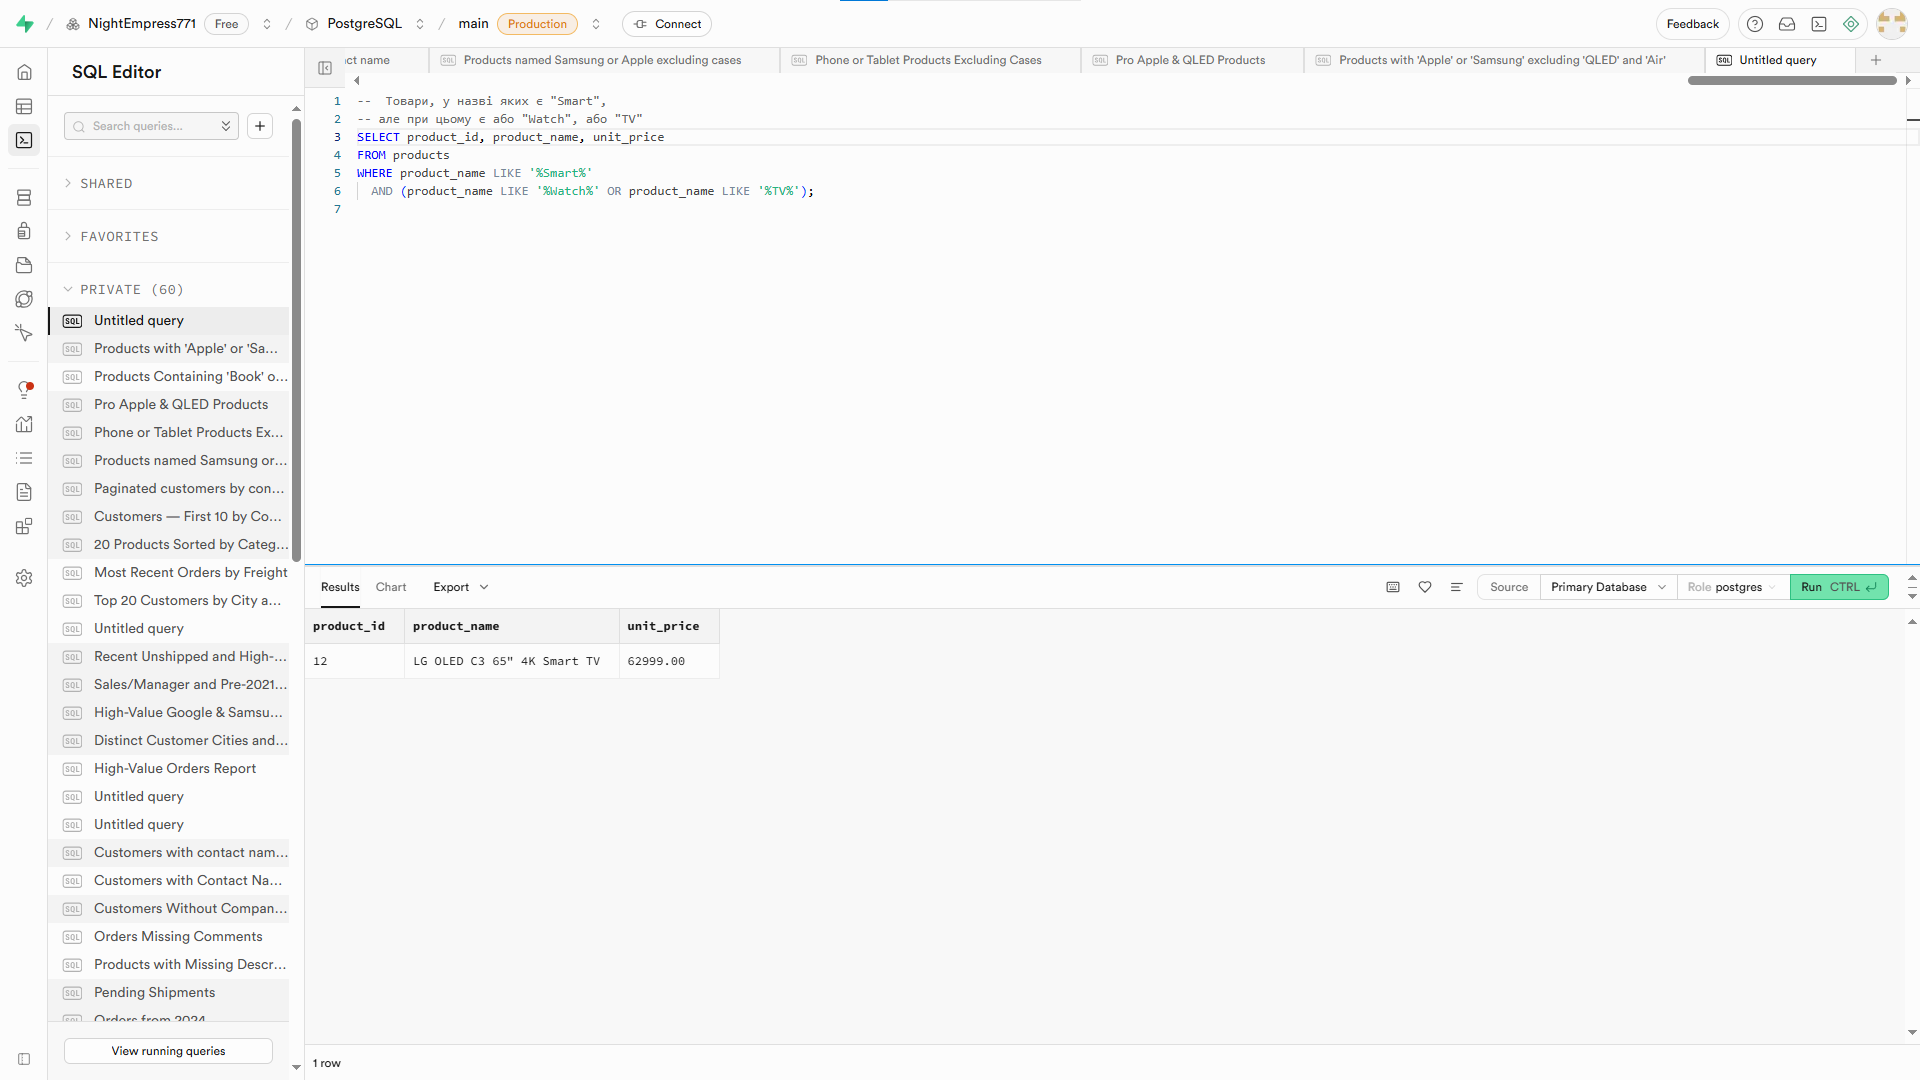 / NightEmpress771 Free / PostgreSQL / main Production Connect
Feedback
SQL Editor
Search queries...
SHARED
FAVORITES
PRIVATE (60)
Untitled query
Products with 'Apple' or 'Sa...
Products Containing 'Book' o...
Pro Apple & QLED Products
Phone or Tablet Products Ex...
Products named Samsung or...
Paginated customers by con...
Customers — First 10 by Co...
20 Products Sorted by Categ...
Most Recent Orders by Freight
Top 20 Customers by City a...
Untitled query
Recent Unshipped and High-...
Sales/Manager and Pre-2021...
High-Value Google & Samsu...
Distinct Customer Cities and...
High-Value Orders Report
Untitled query
Untitled query
Customers with contact nam...
Customers with Contact Na...
Customers Without Compan...
Orders Missing Comments
Products with Missing Descr...
Pending Shipments
Orders from 2024
View running queries
ct name
Products named Samsung or Apple excluding cases
Phone or Tablet Products Excluding Cases
Pro Apple & QLED Products
Products with 'Apple' or 'Samsung' excluding 'QLED' and 'Air'
Untitled query
1 --  Товари, у назві яких є "Smart",
2 -- але при цьому є або "Watch", або "TV"
3 SELECT product_id, product_name, unit_price
4 FROM products
5 WHERE product_name LIKE '%Smart%'
6   AND (product_name LIKE '%Watch%' OR product_name LIKE '%TV%');
7
Results Chart Export
Source Primary Database Role postgres Run CTRL
product_id product_name unit_price
12 LG OLED C3 65" 4K Smart TV 62999.00
1 row